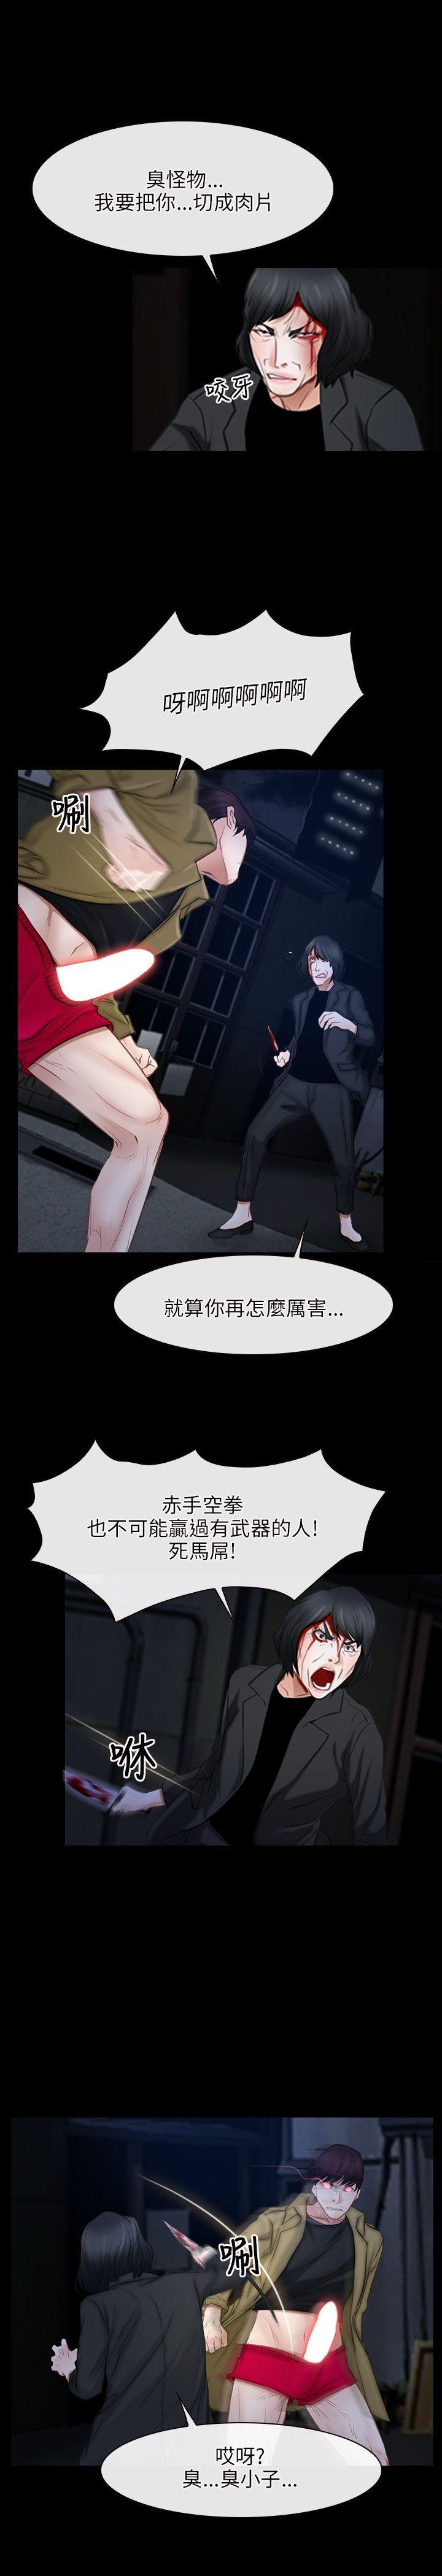 臭怪物...
我要把你...切成肉片
咬牙
呀啊啊啊啊啊
唰
就算你再怎麼厲害...
赤手空拳
也不可能贏過有武器的人!
死馬屌!
咻
唰
哎呀?
臭...臭小子...